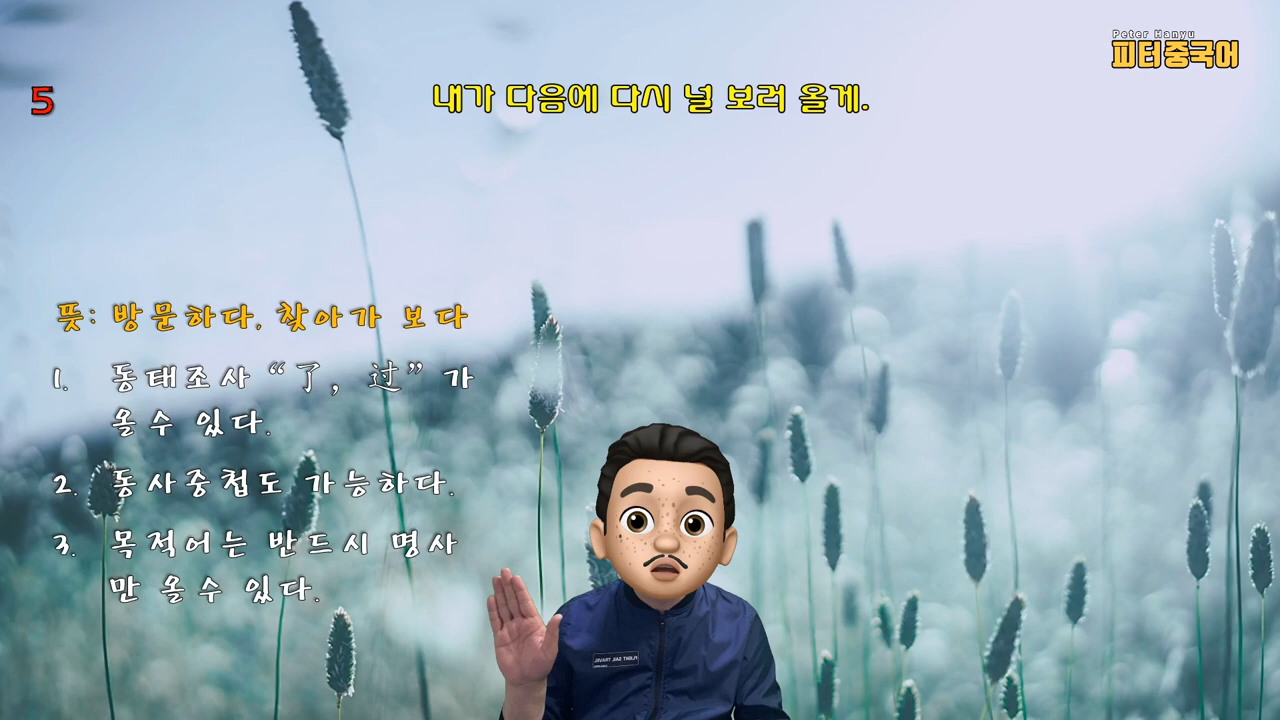 Peter Hanyu
피터중국어
5
내가 다음에 다시 널 보러 올게.
뜻: 방문하다, 찾아가 보다
1. 동태조사 “了, 过” 가
올수 있다.
2. 동사중첩도 가능하다.
3. 목적어는 반드시 명사
만 올수 있다.
FLIGHT SAIL TRAVEL